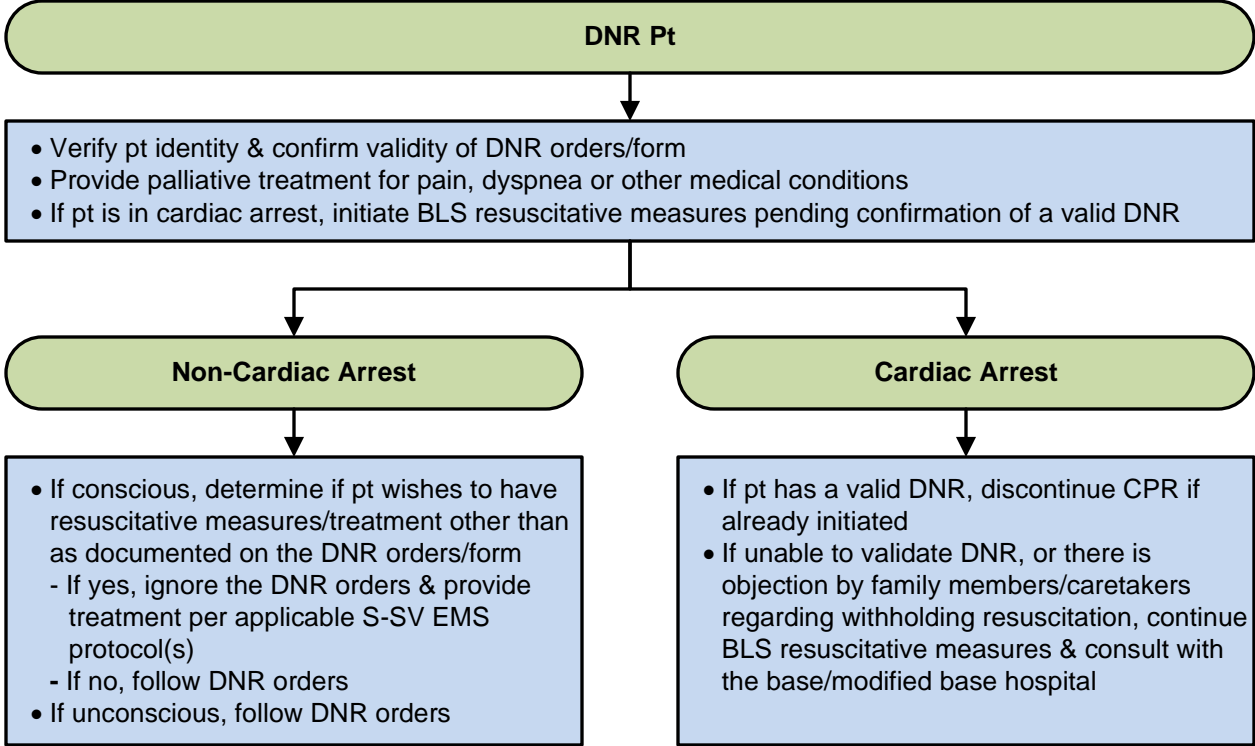 DNR Pt
• Verify pt identity & confirm validity of DNR orders/form
• Provide palliative treatment for pain, dyspnea or other medical conditions
• If pt is in cardiac arrest, initiate BLS resuscitative measures pending confirmation of a valid DNR
Non-Cardiac Arrest
• If conscious, determine if pt wishes to have
resuscitative measures/treatment other than
as documented on the DNR orders/form
- If yes, ignore the DNR orders & provide
treatment per applicable S-SV EMS
protocol(s)
- If no, follow DNR orders
• If unconscious, follow DNR orders
Cardiac Arrest
• If pt has a valid DNR, discontinue CPR if
already initiated
• If unable to validate DNR, or there is
objection by family members/caretakers
regarding withholding resuscitation, continue
BLS resuscitative measures & consult with
the base/modified base hospital